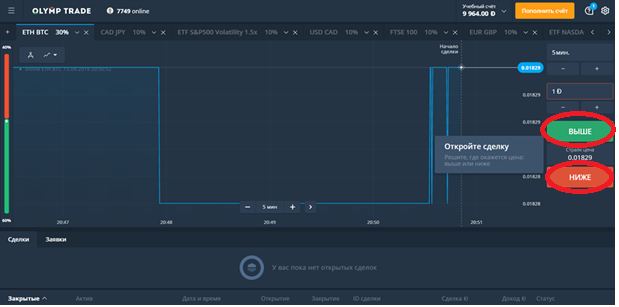 OLYMP TRADE
7749 online
Учебный счёт
9 964.00 Đ
Пополнить счёт
1
+ ETH BTC 30% CAD JPY 10% ETF S&P500 Volatility 1.5x 10% USD CAD 10% FTSE 100 10% EUR GBP 10% ETF NASDA
40%
60%
Начало
сделки
0.01829
0.01829
0.01829
0.01828
0.01828
5мин.
− +
1 Đ
− +
ВЫШЕ
Страйк цена
0.01829
НИЖЕ
Откройте сделку
Решите, где окажется цена:
выше или ниже
− 5 мин +
20:47 20:48 20:49 20:50 20:51
Сделки Заявки
У вас пока нет открытых сделок
Закрытые Актив Дата и время Открытие Закрытие ID сделки Сделка Đ Доход Đ Статус